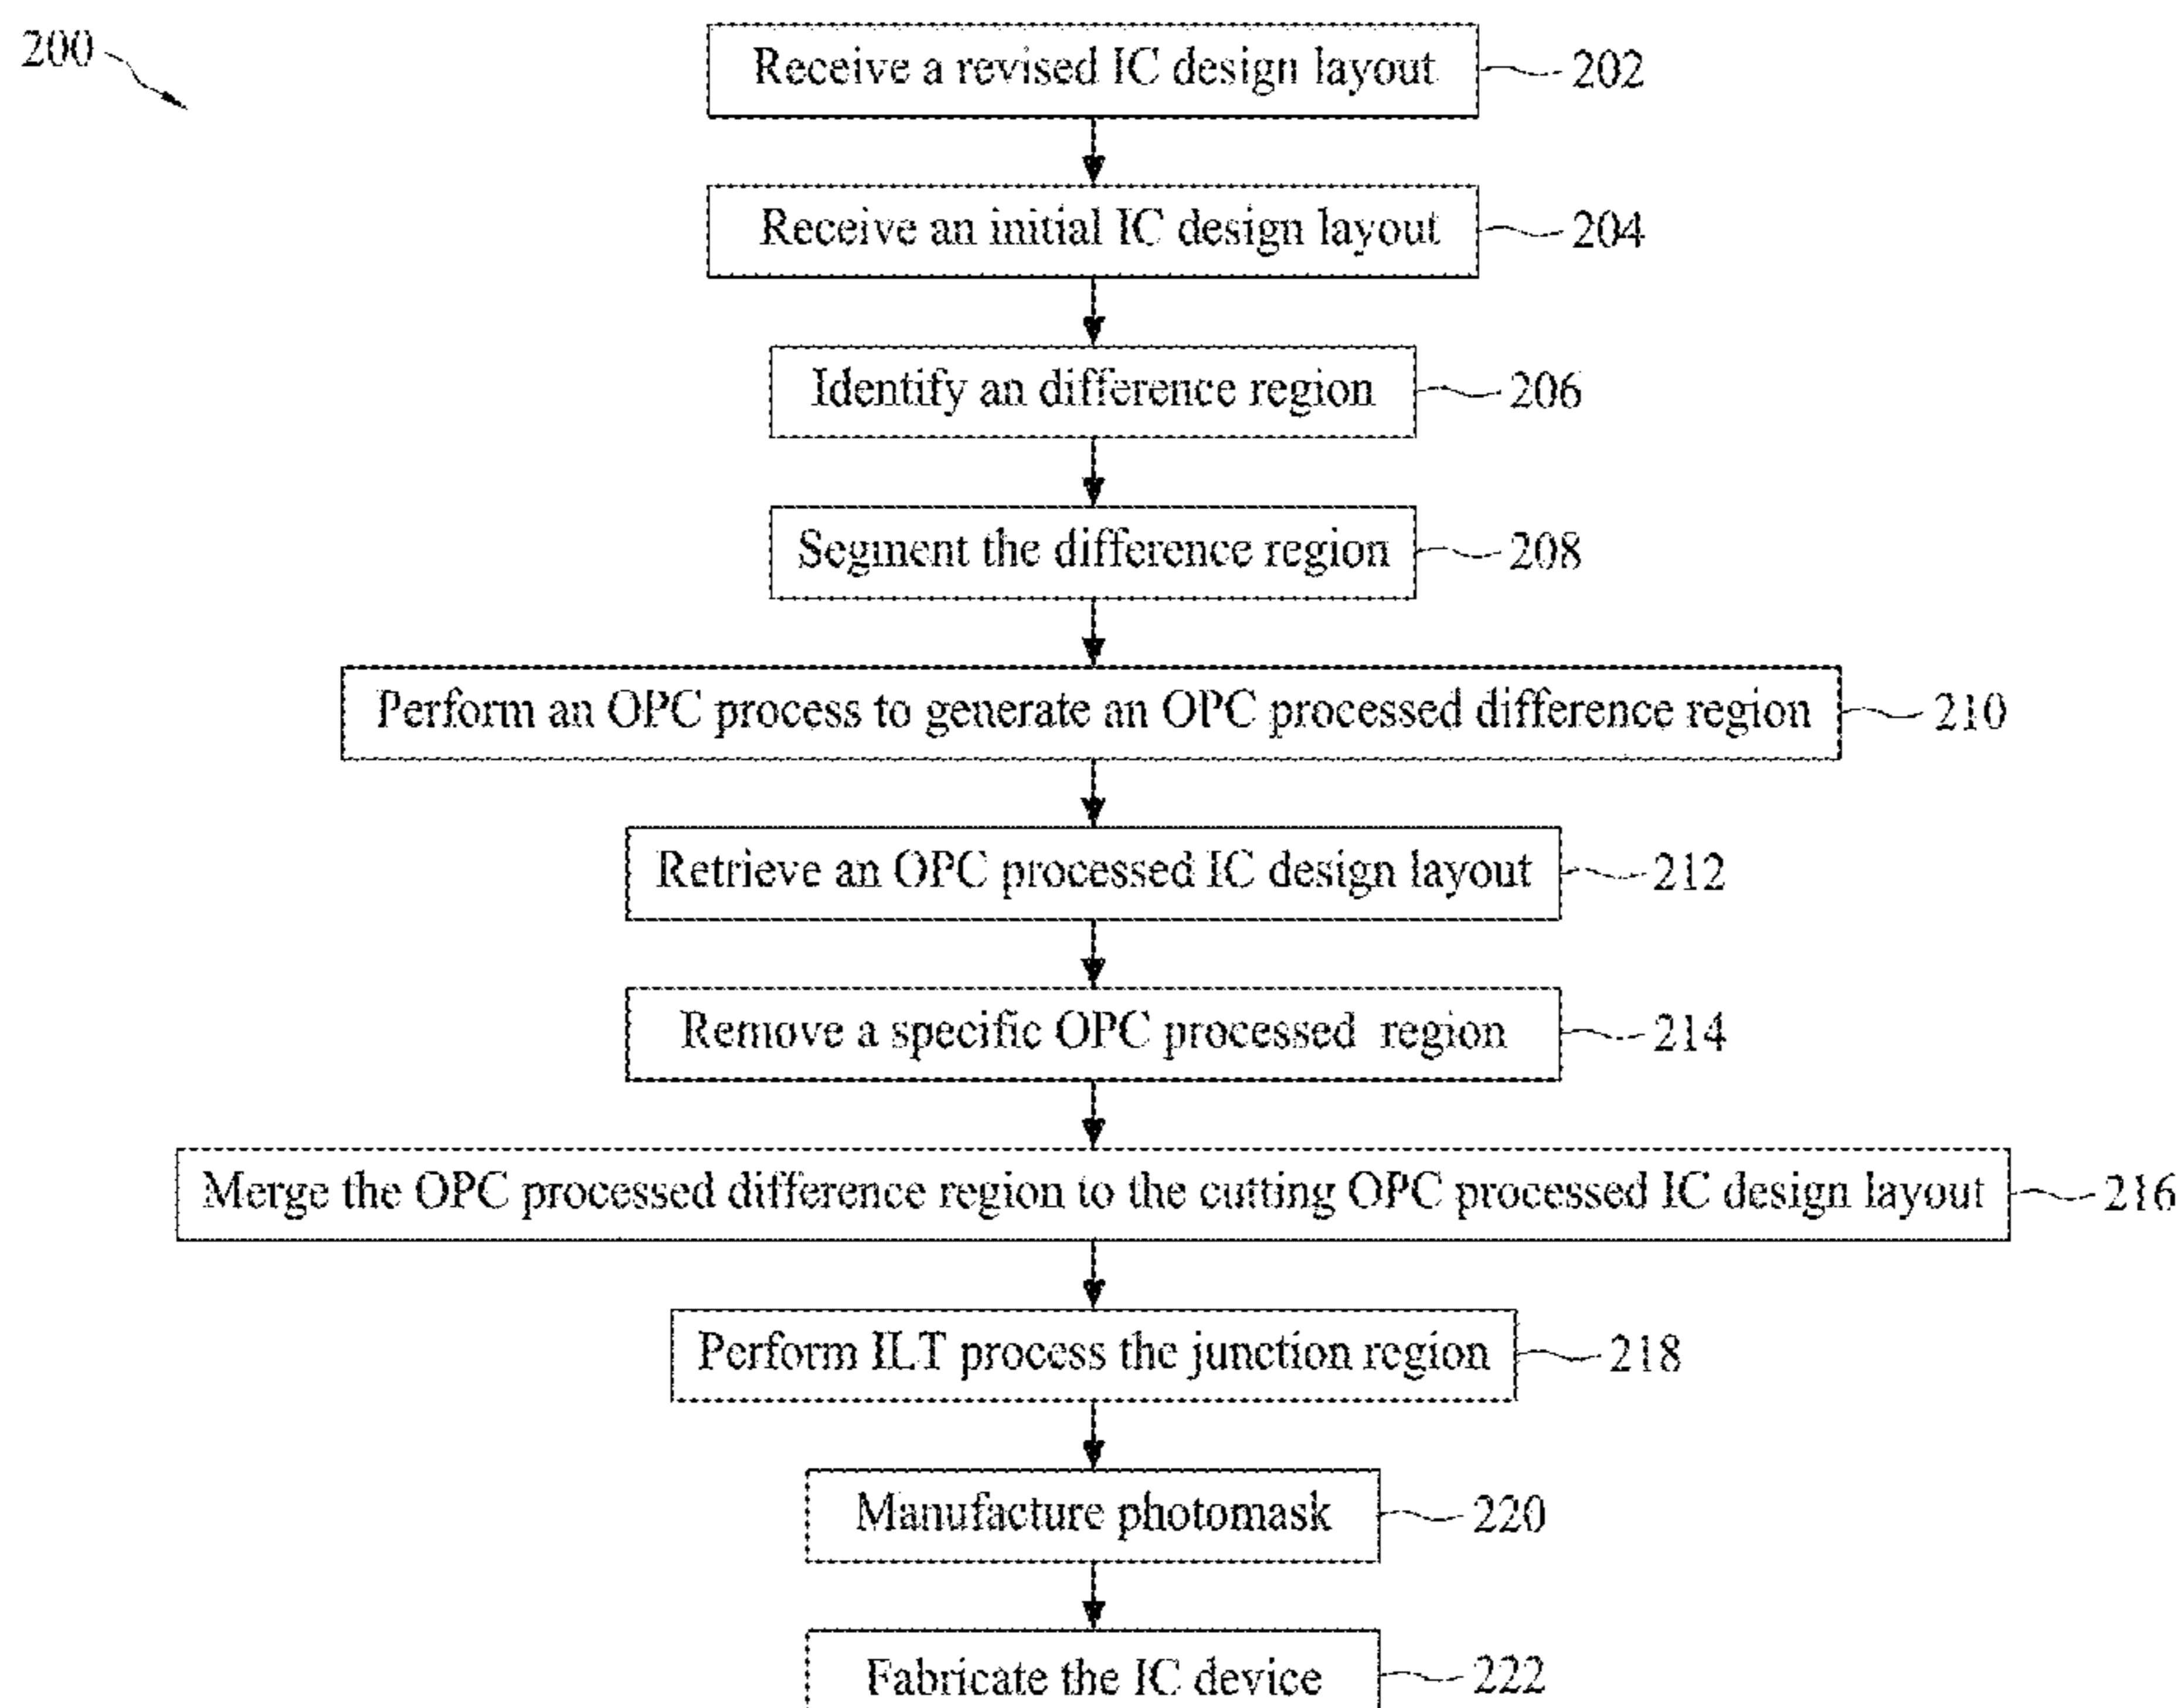 200
Receive a revised IC design layout 202
Receive an initial IC design layout 204
Identify an difference region 206
Segment the difference region 208
Perform an OPC process to generate an OPC processed difference region 210
Retrieve an OPC processed IC design layout 212
Remove a specific OPC processed region 214
Merge the OPC processed difference region to the cutting OPC processed IC design layout 216
Perform ILT process the junction region 218
Manufacture photomask 220
Fabricate the IC device 222